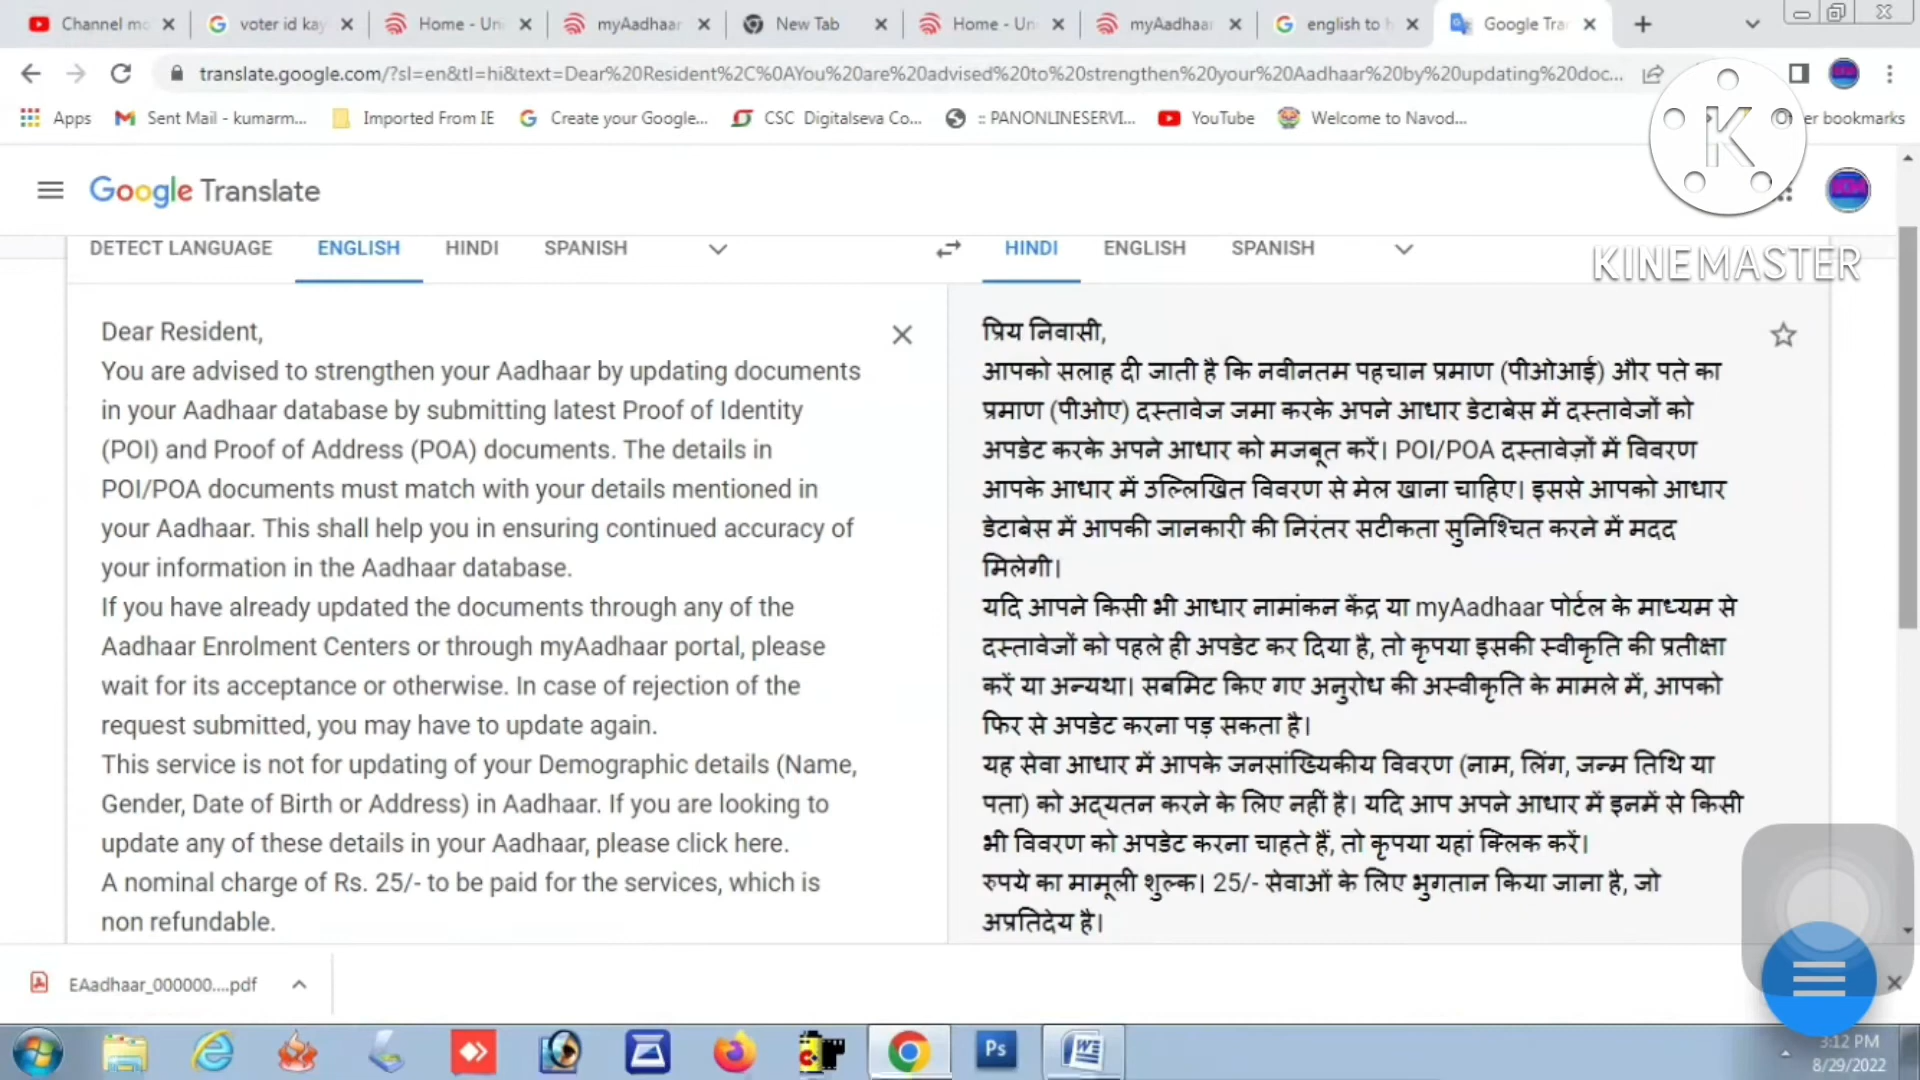 Channel mo
voter id kay
Home - Un
myAadhaar
New Tab
Home - Un
myAadhaar
english to h
Google Tra
translate.google.com/?sl=en&tl=hi&text=Dear%20Resident%2C%0AYou%20are%20advised%20to%20strengthen%20your%20Aadhaar%20by%20updating%20doc...
Apps
Sent Mail - kumarm...
Imported From IE
Create your Google...
CSC Digitalseva Co...
:: PANONLINESERVI...
YouTube
Welcome to Navod...
bookmarks
K
KINEMASTER
Google Translate
DETECT LANGUAGE ENGLISH HINDI SPANISH
HINDI ENGLISH SPANISH
Dear Resident,
You are advised to strengthen your Aadhaar by updating documents
in your Aadhaar database by submitting latest Proof of Identity
(POI) and Proof of Address (POA) documents. The details in
POI/POA documents must match with your details mentioned in
your Aadhaar. This shall help you in ensuring continued accuracy of
your information in the Aadhaar database.
If you have already updated the documents through any of the
Aadhaar Enrolment Centers or through myAadhaar portal, please
wait for its acceptance or otherwise. In case of rejection of the
request submitted, you may have to update again.
This service is not for updating of your Demographic details (Name,
Gender, Date of Birth or Address) in Aadhaar. If you are looking to
update any of these details in your Aadhaar, please click here.
A nominal charge of Rs. 25/- to be paid for the services, which is
non refundable.
प्रिय निवासी,
आपको सलाह दी जाती है कि नवीनतम पहचान प्रमाण (पीओआई) और पते का
प्रमाण (पीओए) दस्तावेज जमा करके अपने आधार डेटाबेस में दस्तावेजों को
अपडेट करके अपने आधार को मजबूत करें। POI/POA दस्तावेज़ों में विवरण
आपके आधार में उल्लिखित विवरण से मेल खाना चाहिए। इससे आपको आधार
डेटाबेस में आपकी जानकारी की निरंतर सटीकता सुनिश्चित करने में मदद
मिलेगी।
यदि आपने किसी भी आधार नामांकन केंद्र या myAadhaar पोर्टल के माध्यम से
दस्तावेजों को पहले ही अपडेट कर दिया है, तो कृपया इसकी स्वीकृति की प्रतीक्षा
करें या अन्यथा। सबमिट किए गए अनुरोध की अस्वीकृति के मामले में, आपको
फिर से अपडेट करना पड़ सकता है।
यह सेवा आधार में आपके जनसांख्यिकीय विवरण (नाम, लिंग, जन्म तिथि या
पता) को अद्यतन करने के लिए नहीं है। यदि आप अपने आधार में इनमें से किसी
भी विवरण को अपडेट करना चाहते हैं, तो कृपया यहां क्लिक करें।
रुपये का मामूली शुल्क। 25/- सेवाओं के लिए भुगतान किया जाना है, जो
अप्रतिदेय है।
EAadhaar_000000....pdf
Ps
3:12 PM
8/29/2022